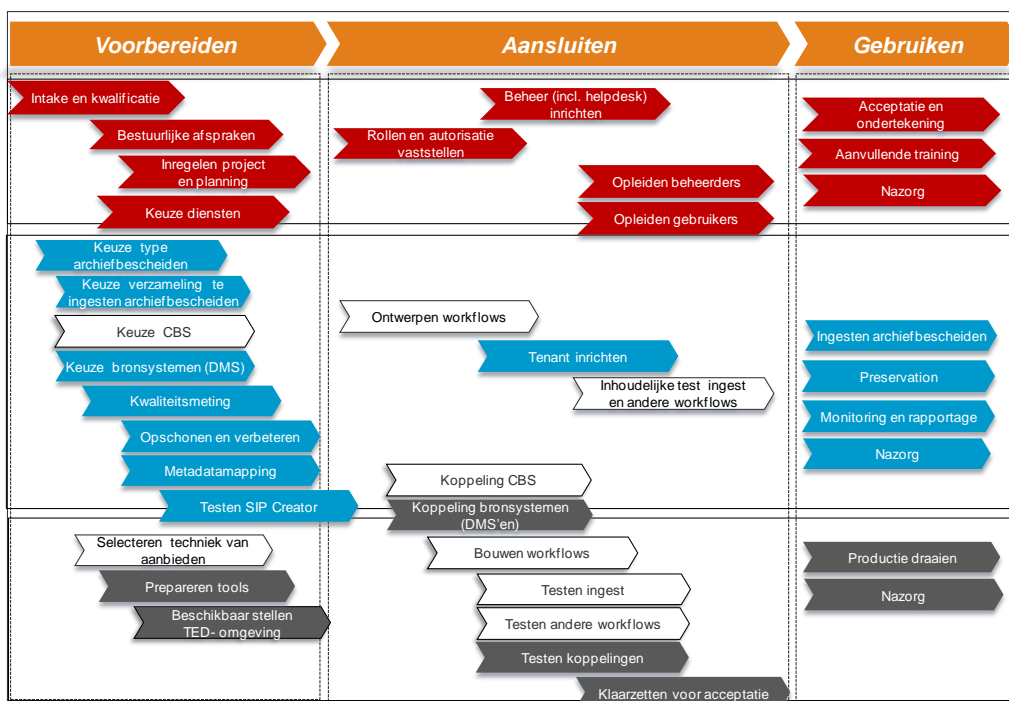 Voorbereiden
Aansluiten
Gebruiken
Intake en kwalificatie
Bestuurlijke afspraken
Inregelen project
en planning
Keuze diensten
Beheer (incl. helpdesk)
inrichten
Rollen en autorisatie
vaststellen
Opleiden beheerders
Opleiden gebruikers
Acceptatie en
ondertekening
Aanvullende training
Nazorg
Keuze type
archiefbescheiden
Keuze verzameling te
ingesten archiefbescheiden
Keuze CBS
Keuze bronsystemen (DMS)
Kwaliteitsmeting
Opschonen en verbeteren
Metadatamapping
Testen SIP Creator
Ontwerpen workflows
Tenant inrichten
Inhoudelijke test ingest
en andere workflows
Koppeling CBS
Koppeling bronsystemen
(DMS'en)
Ingesten archiefbescheiden
Preservation
Monitoring en rapportage
Nazorg
Selecteren techniek van
aanbieden
Prepareren tools
Beschikbaar stellen
TED- omgeving
Bouwen workflows
Testen ingest
Testen andere workflows
Testen koppelingen
Klaarzetten voor acceptatie
Productie draaien
Nazorg